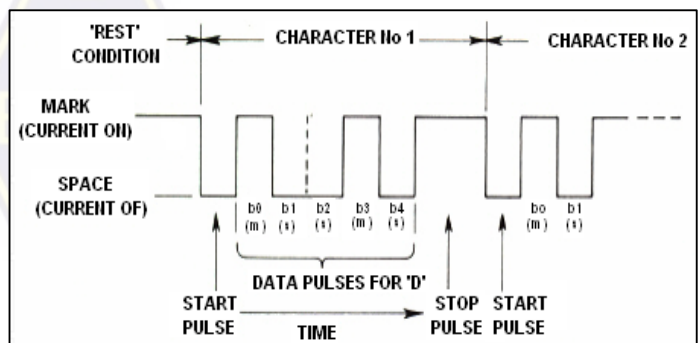 'REST' CONDITION
CHARACTER No 1
CHARACTER No 2
MARK
(CURRENT ON)
SPACE
(CURRENT OF)
b0 b1 b2 b3 b4 bo b1
(m) (s) (s) (m) (s) (m) (s)
DATA PULSES FOR 'D'
START PULSE
TIME
STOP PULSE
START PULSE